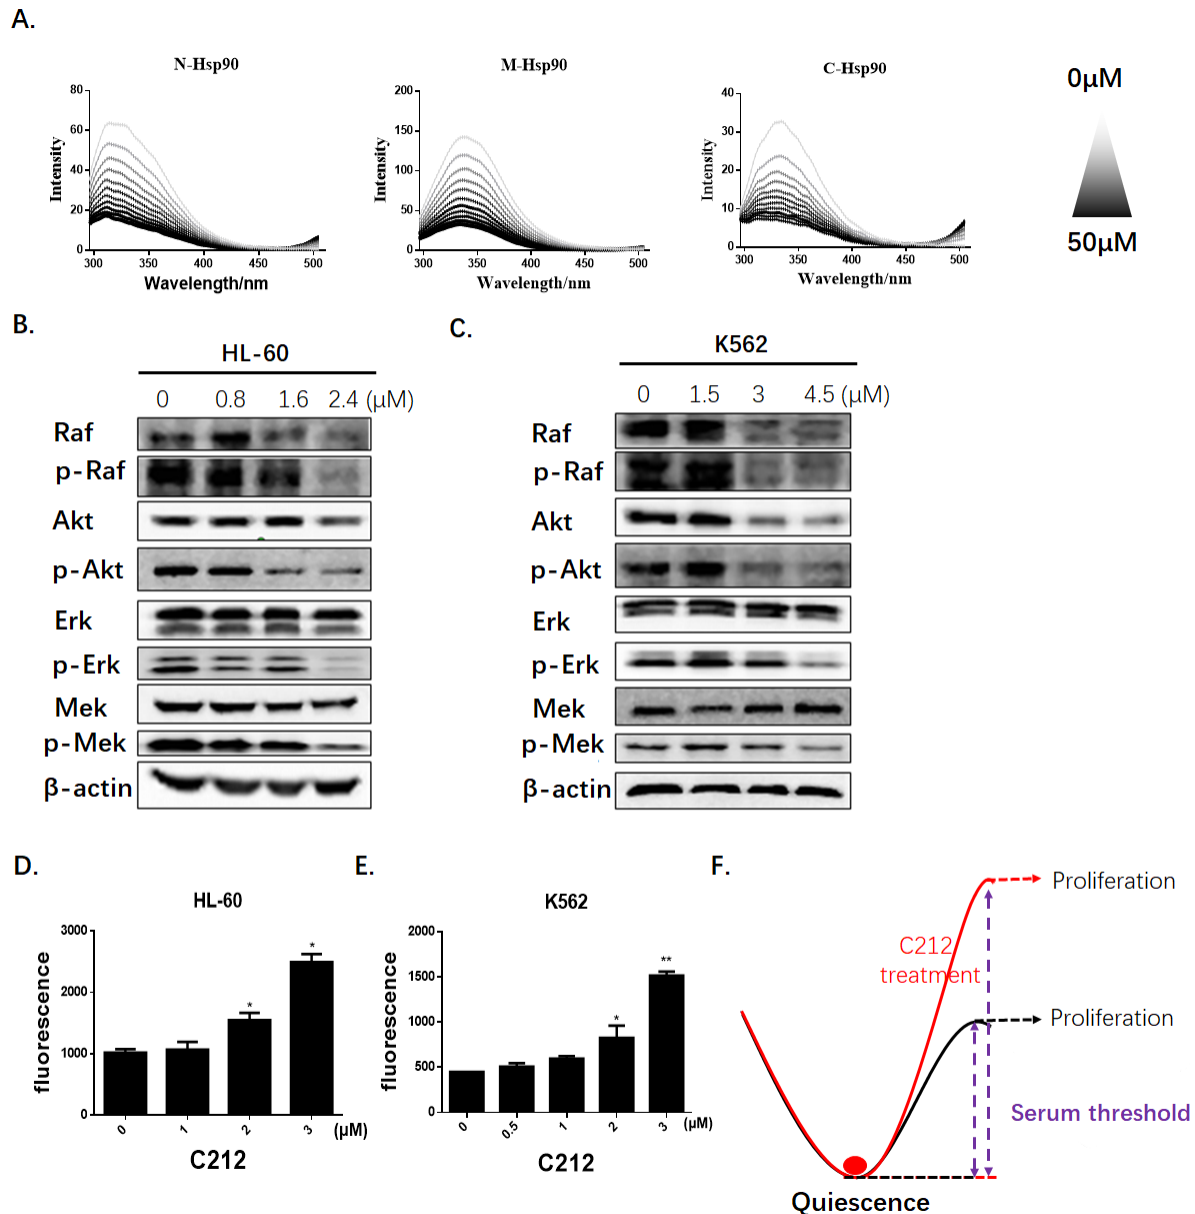 A.
N-Hsp90
M-Hsp90
C-Hsp90
0μM
50μM
Intensity
80
60
40
20
0
300 350 400 450 500
Wavelength/nm
Intensity
200
150
100
50
0
300 350 400 450 500
Wavelength/nm
Intensity
40
30
20
10
0
300 350 400 450 500
Wavelength/nm
B.
HL-60
0 0.8 1.6 2.4 (μM)
Raf
p-Raf
Akt
p-Akt
Erk
p-Erk
Mek
p-Mek
β-actin
C.
K562
0 1.5 3 4.5 (μM)
Raf
p-Raf
Akt
p-Akt
Erk
p-Erk
Mek
p-Mek
β-actin
D.
HL-60
fluorescence
3000
2000
1000
0
* *
0 1 2 3 (μM)
C212
E.
K562
fluorescence
2000
1500
1000
500
0
* **
0 0.5 1 2 3 (μM)
C212
F.
Proliferation
C212
treatment
Proliferation
Serum threshold
Quiescence